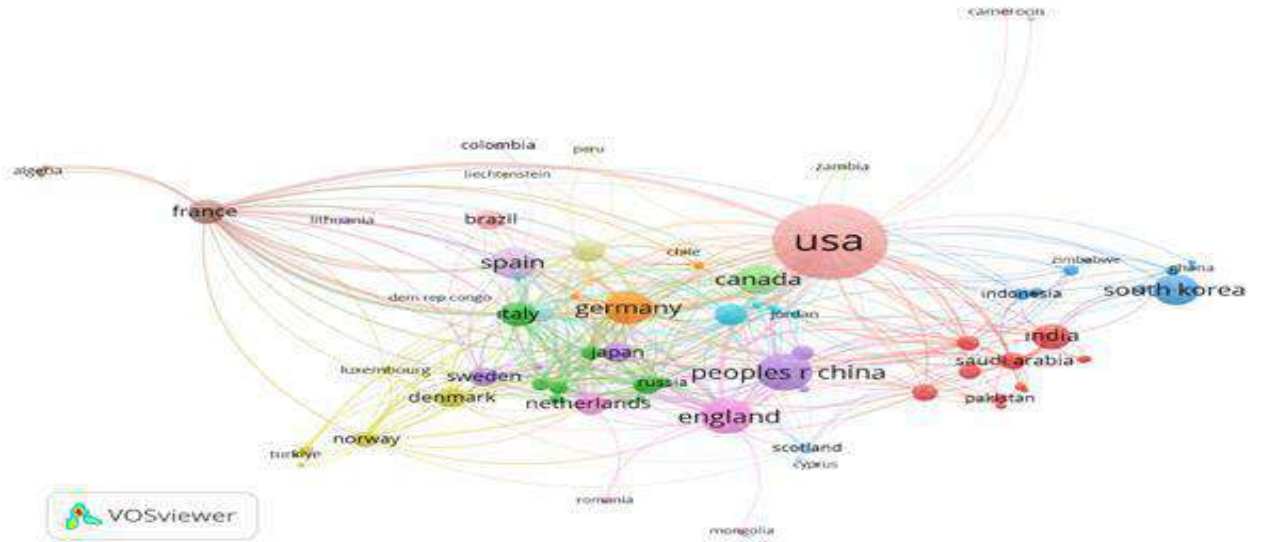 cameroon
colombia
peru
algeria
liechtenstein
zambia
france
lithuania
brazil
usa
chile
spain
canada
zimbabwe
ghana
dem rep congo
indonesia
south korea
germany
italy
jordan
india
japan
saudi arabia
luxembourg
sweden
russia
peoples r china
denmark
netherlands
pakistan
england
norway
scotland
turkiye
cyprus
romania
mongolia
VOSviewer